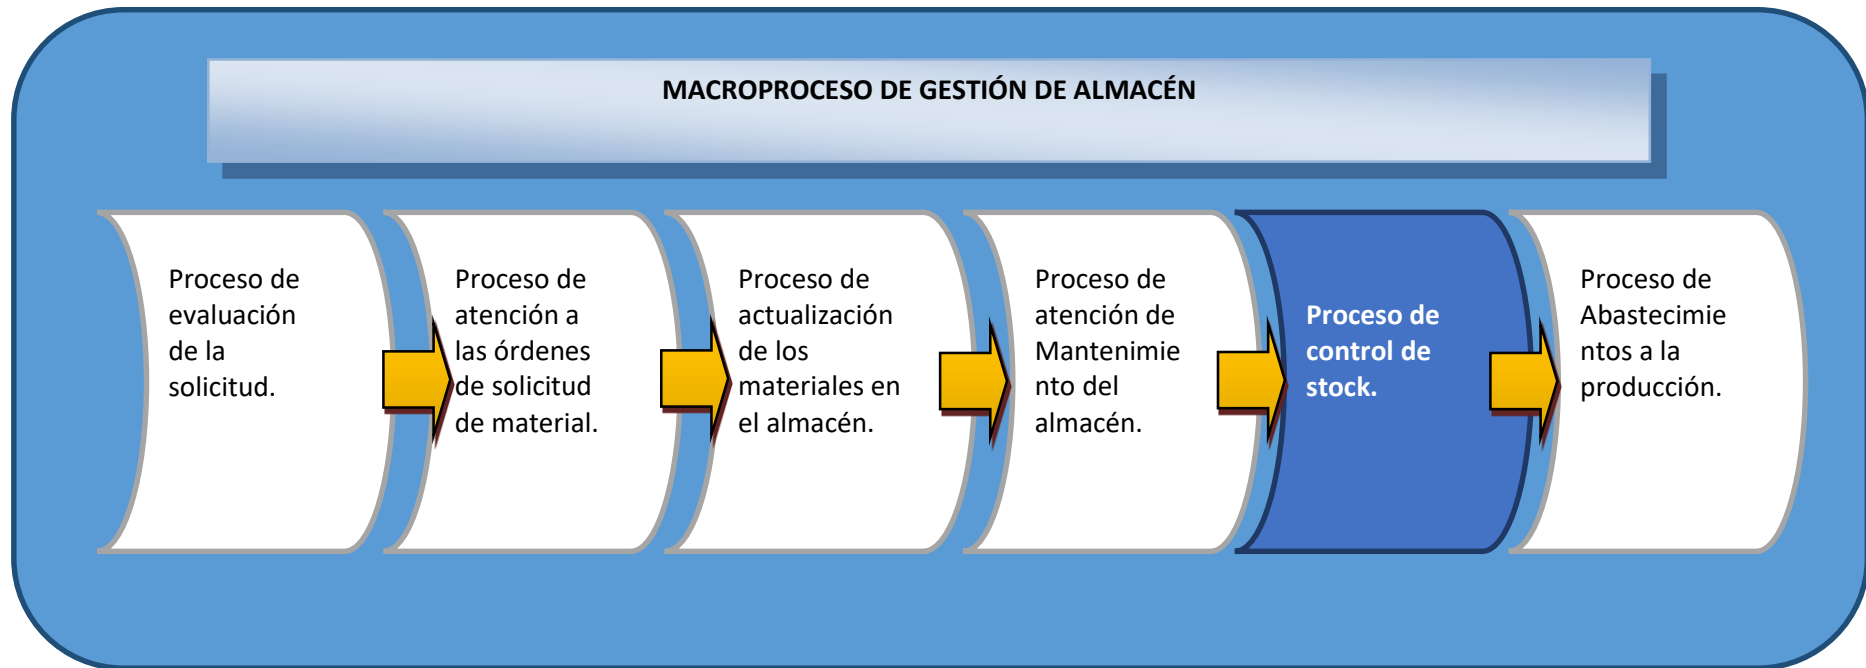 MACROPROCESO DE GESTIÓN DE ALMACÉN
Proceso de
evaluación
de la
solicitud.
Proceso de
atención a
las órdenes
de solicitud
de material.
Proceso de
actualización
de los
materiales en
el almacén.
Proceso de
atención de
Mantenimie
nto del
almacén.
Proceso de
control de
stock.
Proceso de
Abastecimie
ntos a la
producción.